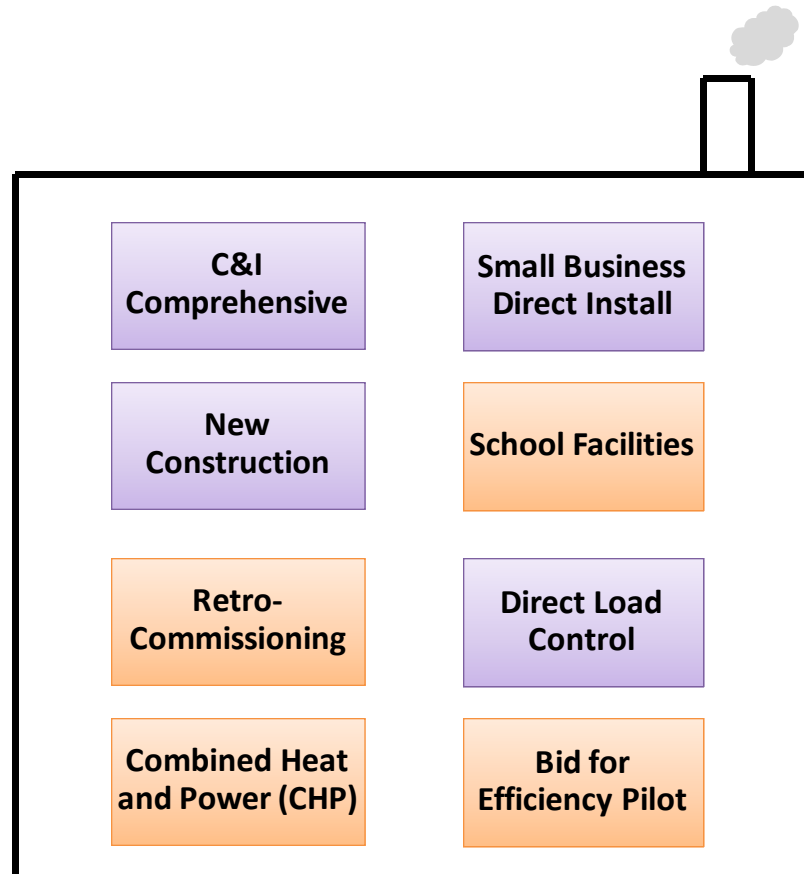 C&I
Comprehensive
Small Business
Direct Install
New
Construction
School Facilities
Retro-
Commissioning
Direct Load
Control
Combined Heat
and Power (CHP)
Bid for
Efficiency Pilot